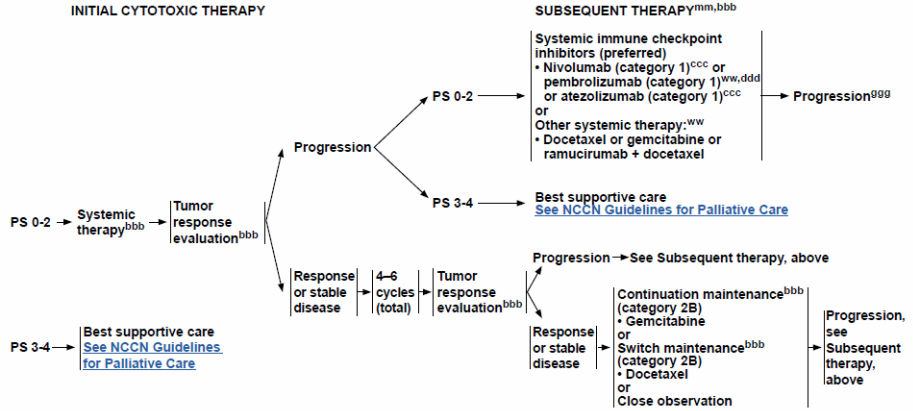 INITIAL CYTOTOXIC THERAPY
SUBSEQUENT THERAPYmm,bbb
Systemic immune checkpoint
inhibitors (preferred)
• Nivolumab (category 1)ccc or
pembrolizumab (category 1)ww,ddd
or atezolizumab (category 1)ccc
or
Other systemic therapy:ww
• Docetaxel or gemcitabine or
ramucirumab + docetaxel
PS 0-2
Progressionggg
Progression
PS 3-4
Best supportive care
See NCCN Guidelines for Palliative Care
PS 0-2
Systemic
therapybbb
Tumor
response
evaluationbbb
Response
or stable
disease
4–6
cycles
(total)
Tumor
response
evaluationbbb
Progression
See Subsequent therapy, above
Response
or stable
disease
Continuation maintenancebbb
(category 2B)
• Gemcitabine
or
Switch maintenancebbb
(category 2B)
• Docetaxel
or
Close observation
Progression,
see
Subsequent
therapy,
above
PS 3-4
Best supportive care
See NCCN Guidelines
for Palliative Care